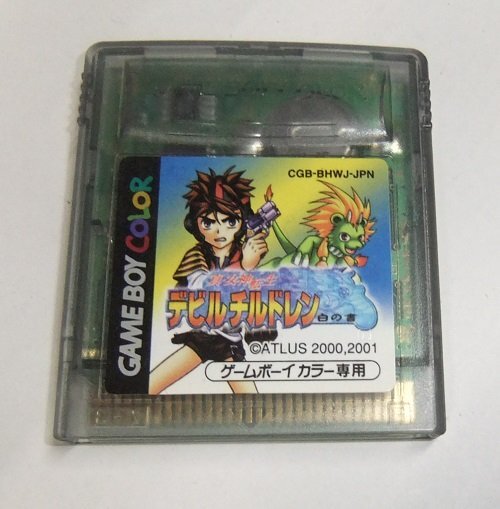 GAME BOY COLOR
CGB-BHWJ-JPN
真・女神転生
デビルチルドレン
白の書
©ATLUS 2000,2001
ゲームボーイ カラー専用